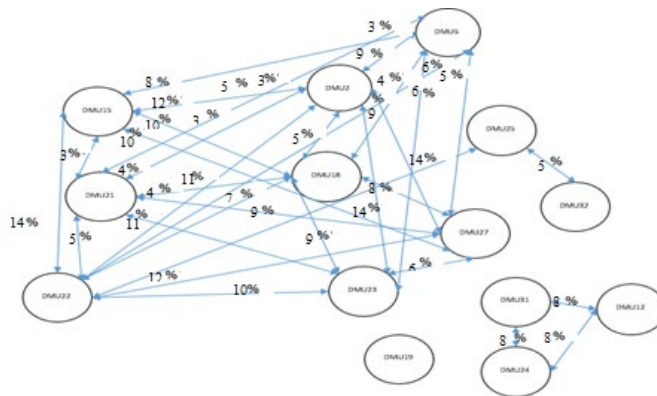 3 %
DMU5
9 %
8 %
5 %
3%
DMU2
4 %
6 %
5 %
12 %
6 %
DMU15
3 %
9
%
10
DMU25
10 %
5 %
3%
14 %
5 %
4 %
11 %
DMU18
DMU21
8 %
4 %
7 %
DMU32
14 %
9 %
14 %
11
DMU27
5 %
9 %
6 %
12 %
DMU22
10%
DMU23
DMU31
8 %
DMU12
8 %
8 %
DMU19
DMU24